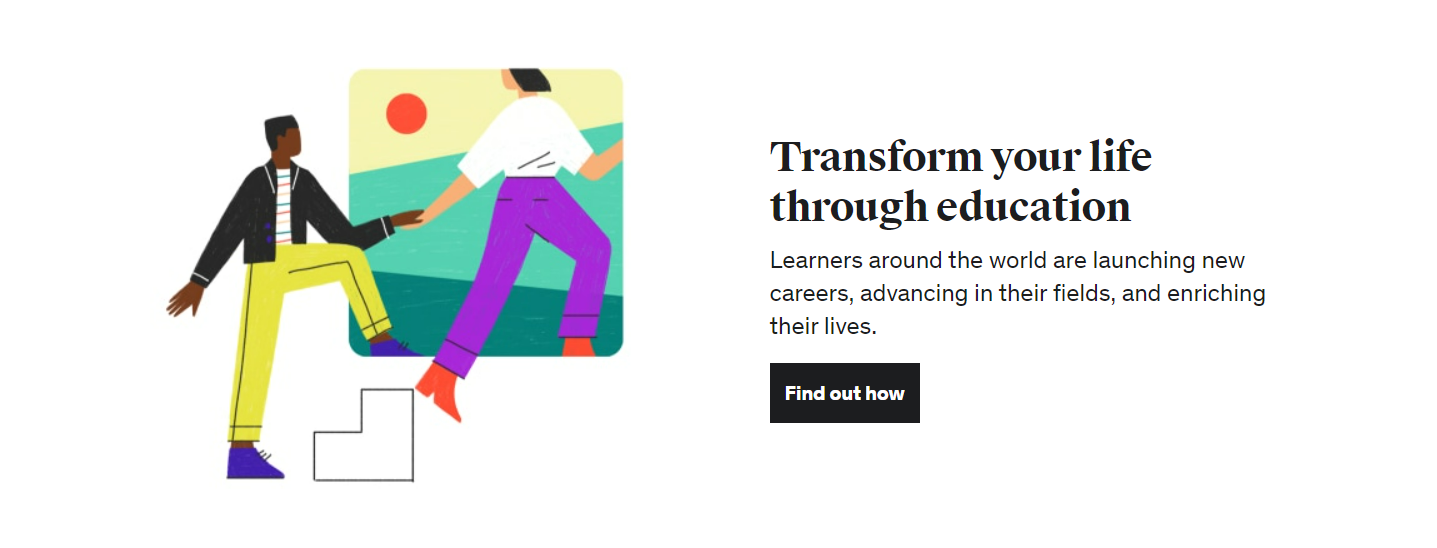 Transform your life
through education
Learners around the world are launching new
careers, advancing in their fields, and enriching
their lives.
Find out how